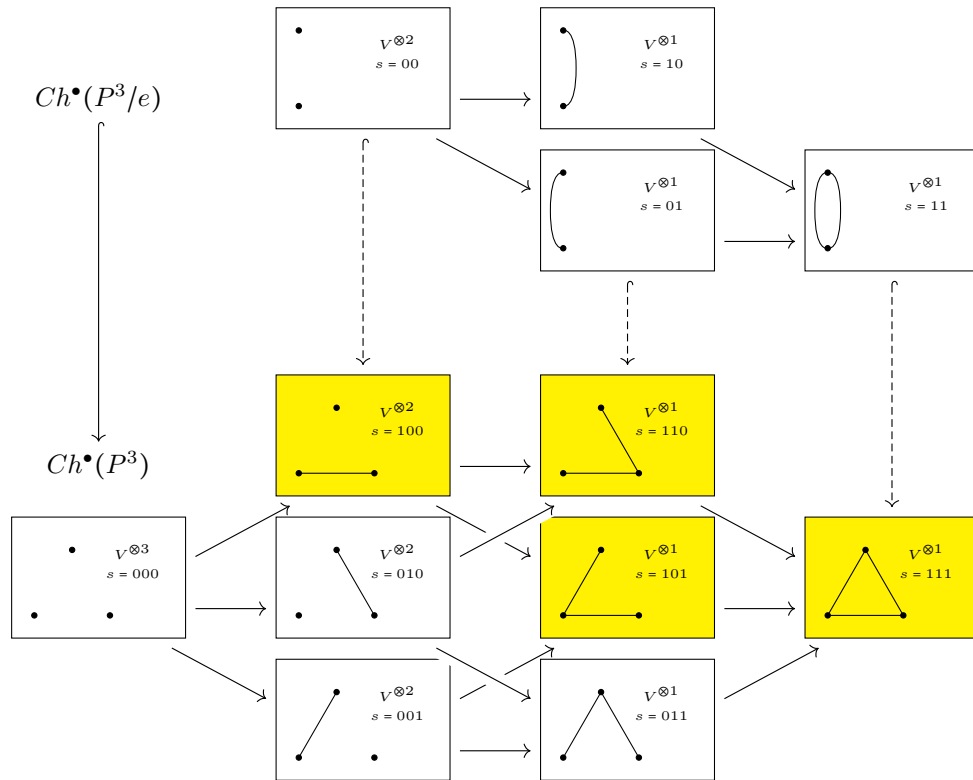 V⊗2
s = 00
V⊗1
s = 10
Ch•(P³/e)
V⊗1
s = 01
V⊗1
s = 11
V⊗2
s = 100
V⊗1
s = 110
Ch•(P³)
V⊗3
s = 000
V⊗2
s = 010
V⊗1
s = 101
V⊗1
s = 111
V⊗2
s = 001
V⊗1
s = 011